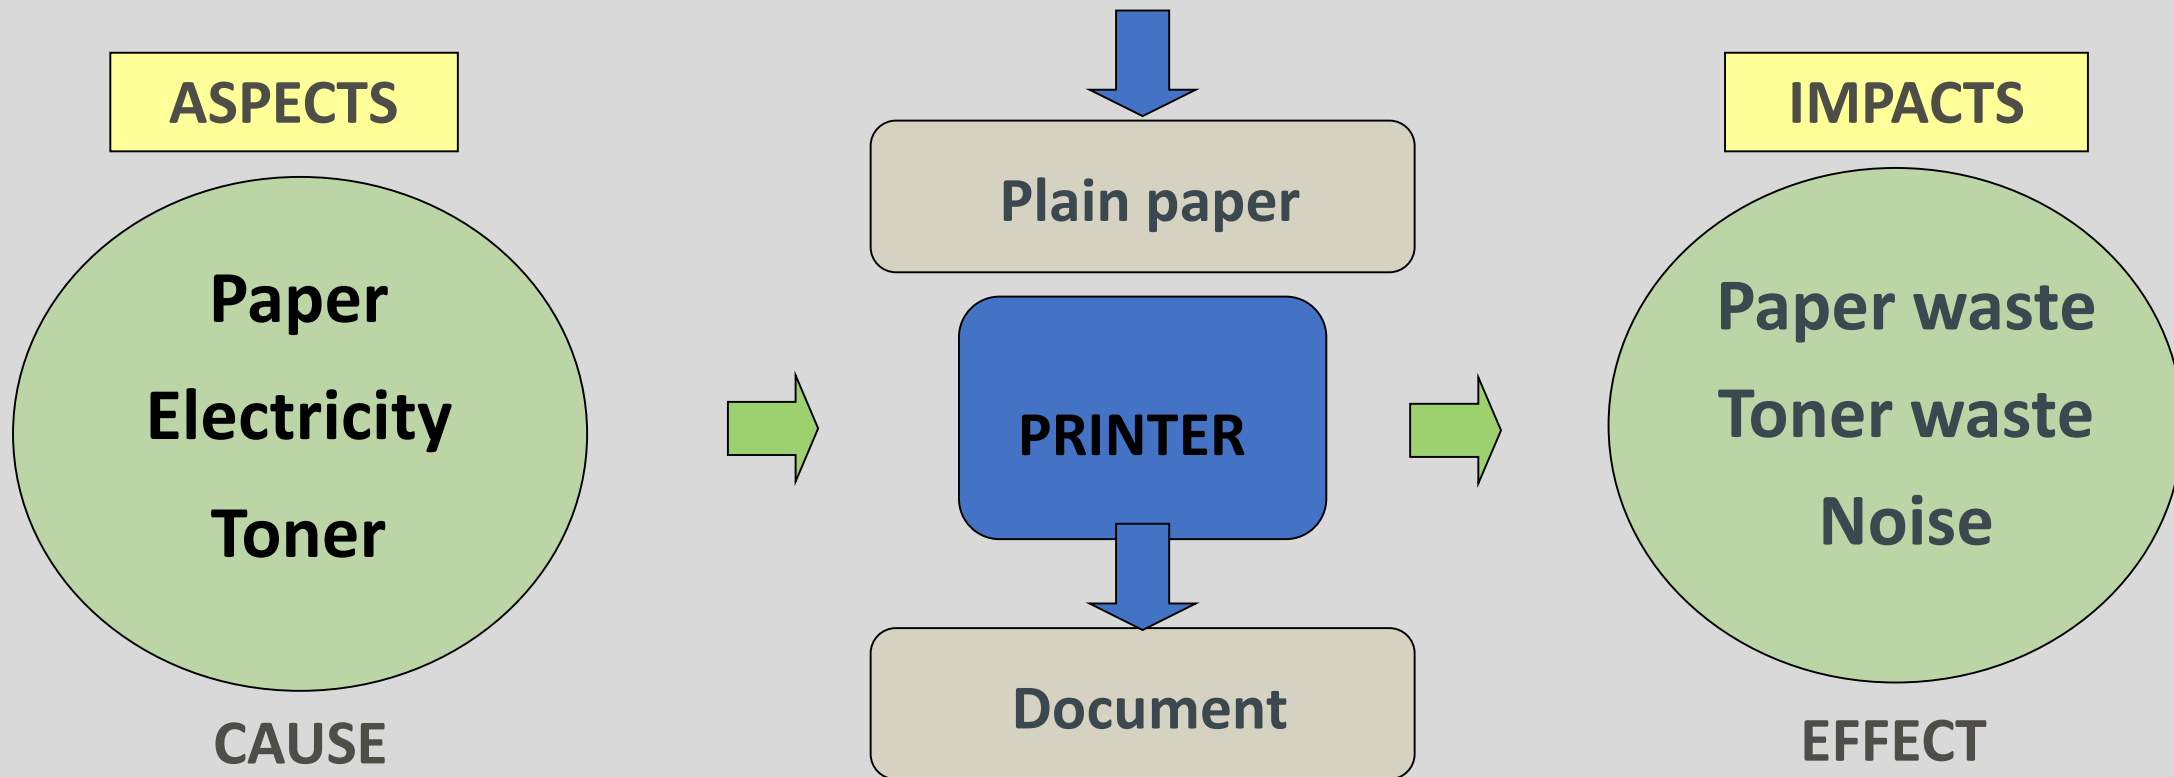 ASPECTS
Paper
Electricity
Toner
CAUSE
Plain paper
PRINTER
Document
IMPACTS
Paper waste
Toner waste
Noise
EFFECT